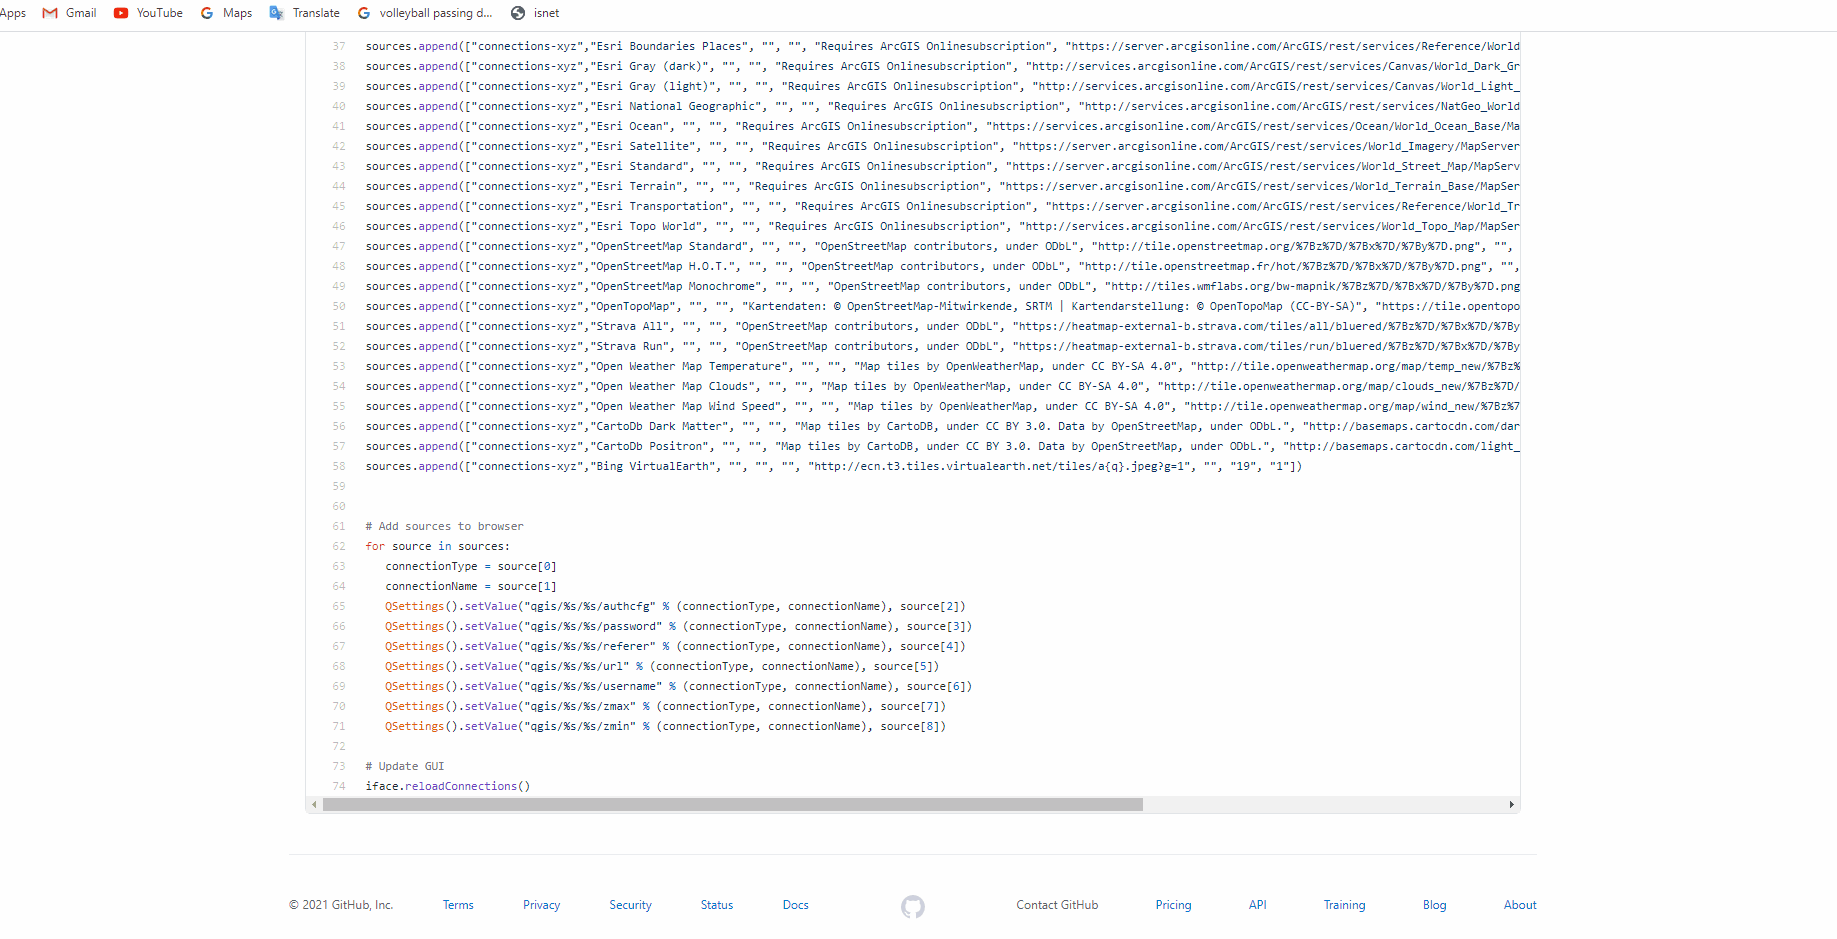 Apps Gmail YouTube Maps Translate volleyball passing d... isnet
37 sources.append(["connections-xyz","Esri Boundaries Places", "", "", "Requires ArcGIS Onlinesubscription", "https://server.arcgisonline.com/ArcGIS/rest/services/Reference/World
38 sources.append(["connections-xyz","Esri Gray (dark)", "", "", "Requires ArcGIS Onlinesubscription", "http://services.arcgisonline.com/ArcGIS/rest/services/Canvas/World_Dark_Gr
39 sources.append(["connections-xyz","Esri Gray (light)", "", "", "Requires ArcGIS Onlinesubscription", "http://services.arcgisonline.com/ArcGIS/rest/services/Canvas/World_Light_
40 sources.append(["connections-xyz","Esri National Geographic", "", "", "Requires ArcGIS Onlinesubscription", "http://services.arcgisonline.com/ArcGIS/rest/services/NatGeo_World
41 sources.append(["connections-xyz","Esri Ocean", "", "", "Requires ArcGIS Onlinesubscription", "https://services.arcgisonline.com/ArcGIS/rest/services/Ocean/World_Ocean_Base/Ma
42 sources.append(["connections-xyz","Esri Satellite", "", "", "Requires ArcGIS Onlinesubscription", "https://server.arcgisonline.com/ArcGIS/rest/services/World_Imagery/MapServer
43 sources.append(["connections-xyz","Esri Standard", "", "", "Requires ArcGIS Onlinesubscription", "https://server.arcgisonline.com/ArcGIS/rest/services/World_Street_Map/MapServ
44 sources.append(["connections-xyz","Esri Terrain", "", "", "Requires ArcGIS Onlinesubscription", "https://server.arcgisonline.com/ArcGIS/rest/services/World_Terrain_Base/MapSer
45 sources.append(["connections-xyz","Esri Transportation", "", "", "Requires ArcGIS Onlinesubscription", "https://server.arcgisonline.com/ArcGIS/rest/services/Reference/World_Tr
46 sources.append(["connections-xyz","Esri Topo World", "", "", "Requires ArcGIS Onlinesubscription", "http://services.arcgisonline.com/ArcGIS/rest/services/World_Topo_Map/MapSer
47 sources.append(["connections-xyz","OpenStreetMap Standard", "", "", "OpenStreetMap contributors, under ODbL", "http://tile.openstreetmap.org/%7Bz%7D/%7Bx%7D/%7By%7D.png", "",
48 sources.append(["connections-xyz","OpenStreetMap H.O.T.", "", "", "OpenStreetMap contributors, under ODbL", "http://tile.openstreetmap.fr/hot/%7Bz%7D/%7Bx%7D/%7By%7D.png", "",
49 sources.append(["connections-xyz","OpenStreetMap Monochrome", "", "", "OpenStreetMap contributors, under ODbL", "http://tiles.wmflabs.org/bw-mapnik/%7Bz%7D/%7Bx%7D/%7By%7D.png
50 sources.append(["connections-xyz","OpenTopoMap", "", "", "Kartendaten: © OpenStreetMap-Mitwirkende, SRTM | Kartendarstellung: © OpenTopoMap (CC-BY-SA)", "https://tile.opentopo
51 sources.append(["connections-xyz","Strava All", "", "", "OpenStreetMap contributors, under ODbL", "https://heatmap-external-b.strava.com/tiles/all/bluered/%7Bz%7D/%7Bx%7D/%7By
52 sources.append(["connections-xyz","Strava Run", "", "", "OpenStreetMap contributors, under ODbL", "https://heatmap-external-b.strava.com/tiles/run/bluered/%7Bz%7D/%7Bx%7D/%7By
53 sources.append(["connections-xyz","Open Weather Map Temperature", "", "", "Map tiles by OpenWeatherMap, under CC BY-SA 4.0", "http://tile.openweathermap.org/map/temp_new/%7Bz%
54 sources.append(["connections-xyz","Open Weather Map Clouds", "", "", "Map tiles by OpenWeatherMap, under CC BY-SA 4.0", "http://tile.openweathermap.org/map/clouds_new/%7Bz%7D/
55 sources.append(["connections-xyz","Open Weather Map Wind Speed", "", "", "Map tiles by OpenWeatherMap, under CC BY-SA 4.0", "http://tile.openweathermap.org/map/wind_new/%7Bz%7
56 sources.append(["connections-xyz","CartoDb Dark Matter", "", "", "Map tiles by CartoDB, under CC BY 3.0. Data by OpenStreetMap, under ODbL.", "http://basemaps.cartocdn.com/dar
57 sources.append(["connections-xyz","CartoDb Positron", "", "", "Map tiles by CartoDB, under CC BY 3.0. Data by OpenStreetMap, under ODbL.", "http://basemaps.cartocdn.com/light_
58 sources.append(["connections-xyz","Bing VirtualEarth", "", "", "", "http://ecn.t3.tiles.virtualearth.net/tiles/a{q}.jpeg?g=1", "", "19", "1"])
59
60
61 # Add sources to browser
62 for source in sources:
63 connectionType = source[0]
64 connectionName = source[1]
65 QSettings().setValue("qgis/%s/%s/authcfg" % (connectionType, connectionName), source[2])
66 QSettings().setValue("qgis/%s/%s/password" % (connectionType, connectionName), source[3])
67 QSettings().setValue("qgis/%s/%s/referer" % (connectionType, connectionName), source[4])
68 QSettings().setValue("qgis/%s/%s/url" % (connectionType, connectionName), source[5])
69 QSettings().setValue("qgis/%s/%s/username" % (connectionType, connectionName), source[6])
70 QSettings().setValue("qgis/%s/%s/zmax" % (connectionType, connectionName), source[7])
71 QSettings().setValue("qgis/%s/%s/zmin" % (connectionType, connectionName), source[8])
72
73 # Update GUI
74 iface.reloadConnections()
© 2021 GitHub, Inc. Terms Privacy Security Status Docs Contact GitHub Pricing API Training Blog About